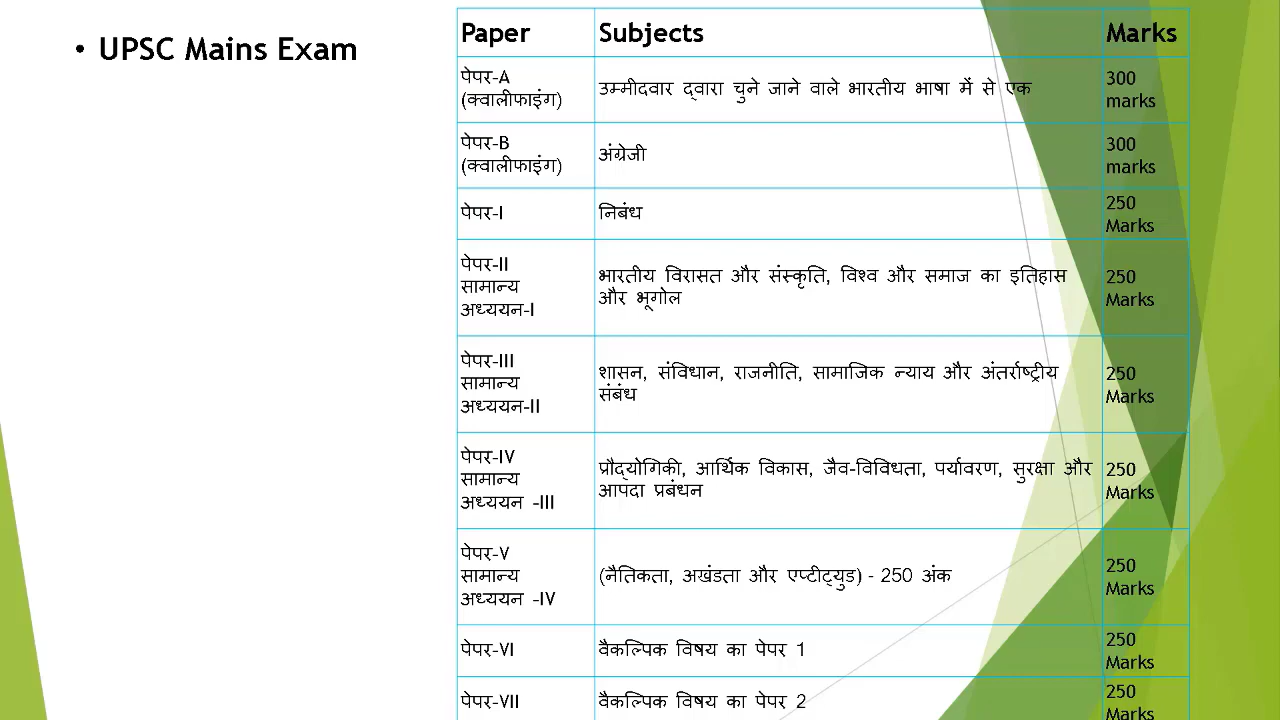 • UPSC Mains Exam
Paper Subjects Marks
पेपर-A
(क्वालीफाइंग)
उम्मीदवार द्वारा चुने जाने वाले भारतीय भाषा में से एक
300
marks
पेपर-B
(क्वालीफाइंग)
अंग्रेजी
300
marks
पेपर-I
निबंध
250
Marks
पेपर-II
सामान्य
अध्ययन-I
भारतीय विरासत और संस्कृति, विश्व और समाज का इतिहास
और भूगोल
250
Marks
पेपर-III
सामान्य
अध्ययन-II
शासन, संविधान, राजनीति, सामाजिक न्याय और अंतर्राष्ट्रीय
संबंध
250
Marks
पेपर-IV
सामान्य
अध्ययन -III
प्रौद्योगिकी, आर्थिक विकास, जैव-विविधता, पर्यावरण, सुरक्षा और
आपदा प्रबंधन
250
Marks
पेपर-V
सामान्य
अध्ययन -IV
(नैतिकता, अखंडता और एप्टीट्युड) - 250 अंक
250
Marks
पेपर-VI
वैकल्पिक विषय का पेपर 1
250
Marks
पेपर-VII
वैकल्पिक विषय का पेपर 2
250
Marks